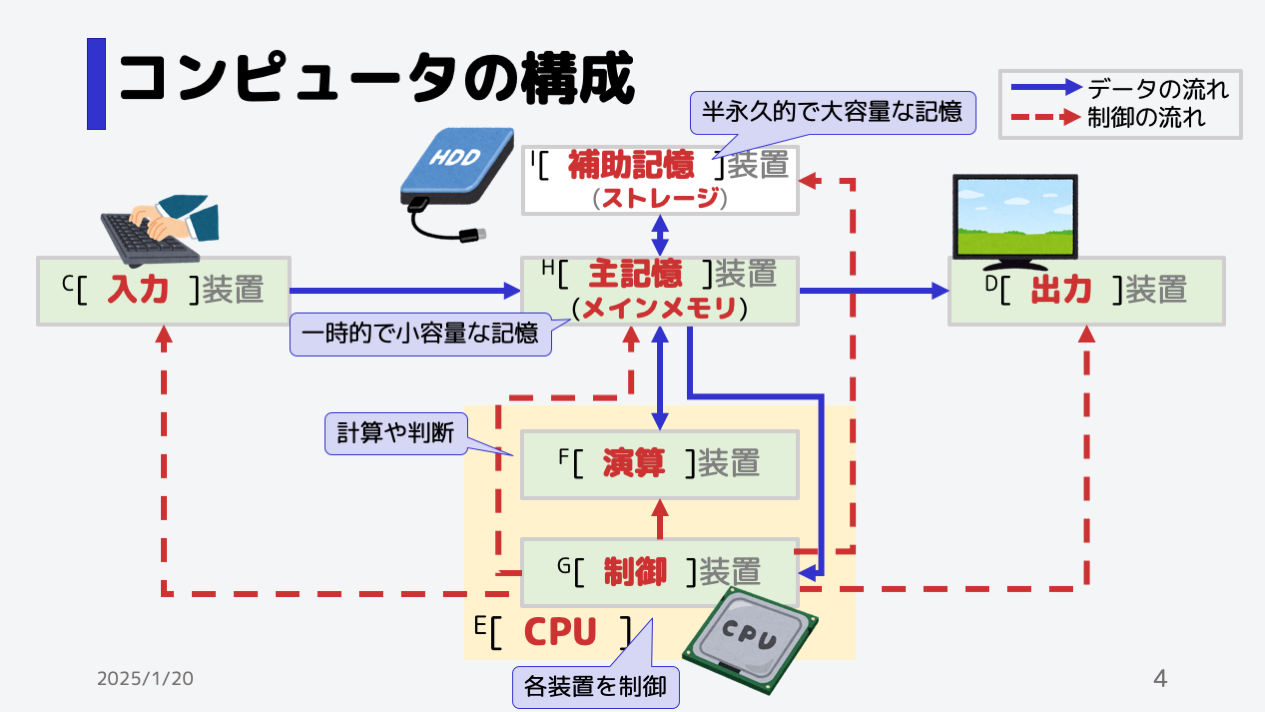 コンピュータの構成
データの流れ
制御の流れ
半永久的で大容量な記憶
HDD
I[ 補助記憶 ]装置
(ストレージ)
C[ 入力 ]装置
H[ 主記憶 ]装置
(メインメモリ)
D[ 出力 ]装置
一時的で小容量な記憶
計算や判断
F[ 演算 ]装置
G[ 制御 ]装置
E[ CPU ]
CPU
各装置を制御
2025/1/20
4